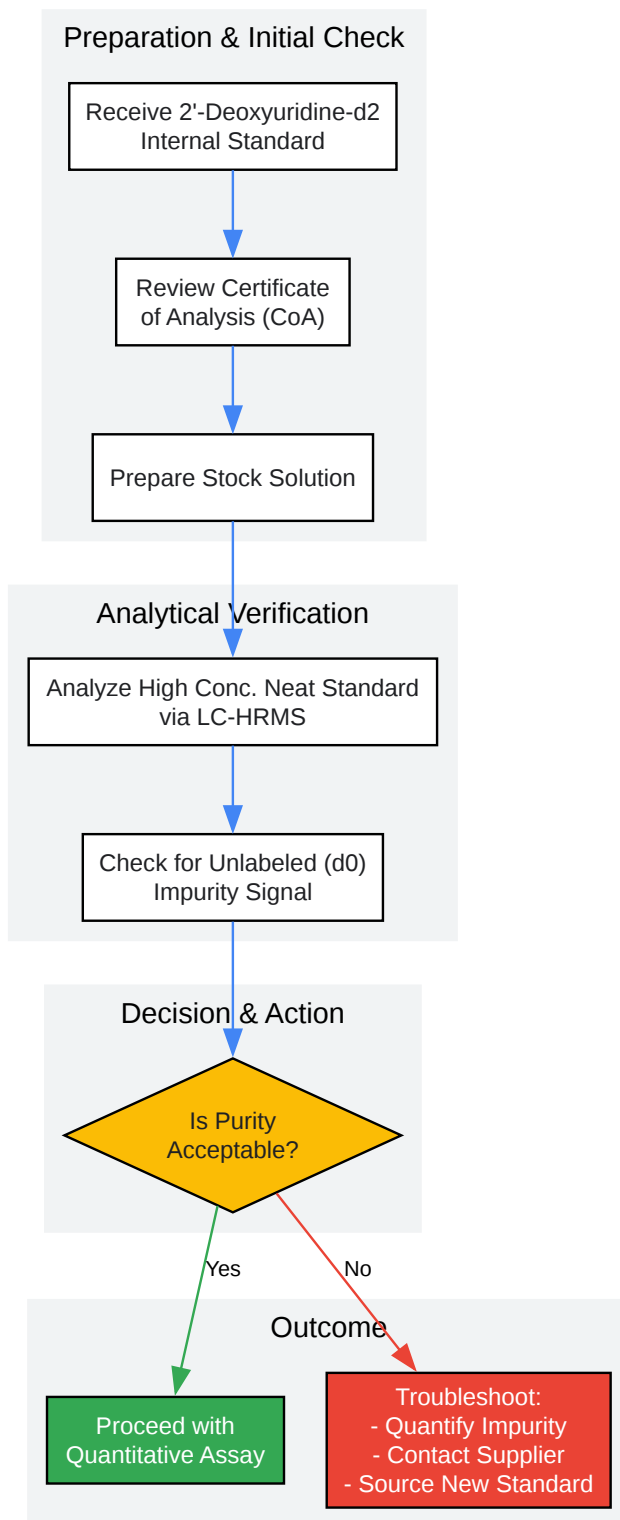 Preparation & Initial Check
Receive 2'-Deoxyuridine-d2
Internal Standard
Review Certificate
of Analysis (CoA)
Prepare Stock Solution
Analytical Verification
Analyze High Conc. Neat Standard
via LC-HRMS
Check for Unlabeled (d0)
Impurity Signal
Decision & Action
Is Purity
Acceptable?
Yes
No
Outcome
Proceed with
Quantitative Assay
Troubleshoot:
- Quantify Impurity
- Contact Supplier
- Source New Standard